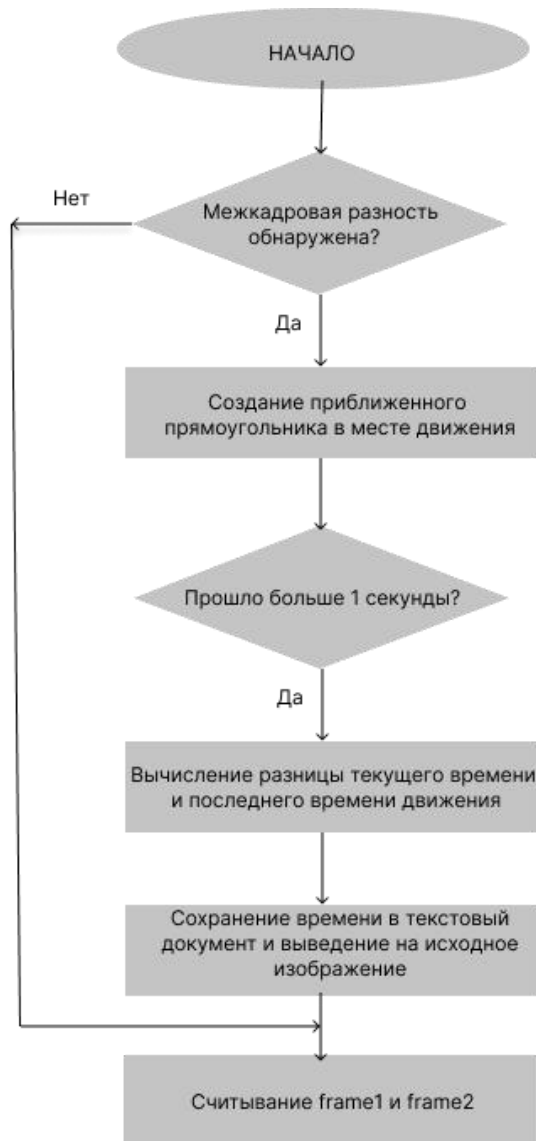 НАЧАЛО
Нет
Межкадровая разность
обнаружена?
Да
Создание приближенного
прямоугольника в месте движения
Прошло больше 1 секунды?
Да
Вычисление разницы текущего времени
и последнего времени движения
Сохранение времени в текстовый
документ и выведение на исходное
изображение
Считывание frame1 и frame2